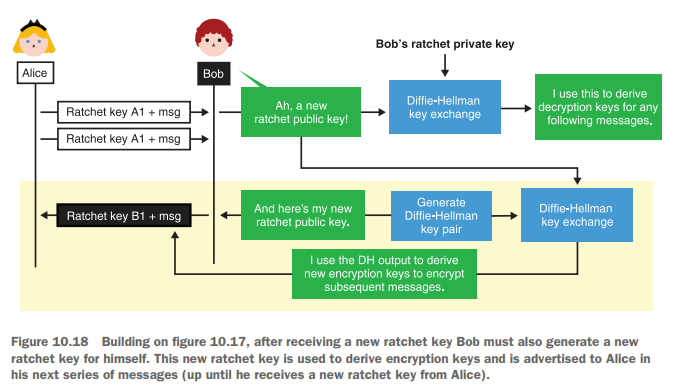 Bob's ratchet private key
Alice
Bob
Ratchet key A1 + msg
Ratchet key A1 + msg
Ah, a new
ratchet public key!
Diffie-Hellman
key exchange
I use this to derive
decryption keys for any
following messages.
Ratchet key B1 + msg
And here's my new
ratchet public key.
Generate
Diffie-Hellman
key pair
Diffie-Hellman
key exchange
I use the DH output to derive
new encryption keys to encrypt
subsequent messages.
Figure 10.18 Building on figure 10.17, after receiving a new ratchet key Bob must also generate a new
ratchet key for himself. This new ratchet key is used to derive encryption keys and is advertised to Alice in
his next series of messages (up until he receives a new ratchet key from Alice).